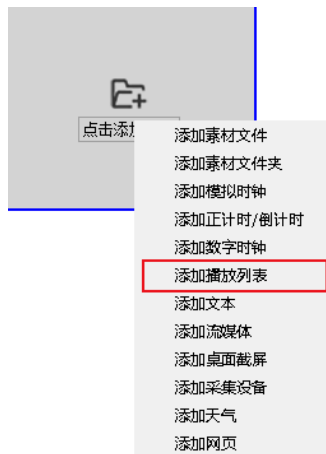 点击添加
添加素材文件
添加素材文件夹
添加模拟时钟
添加正计时/倒计时
添加数字时钟
添加播放列表
添加文本
添加流媒体
添加桌面截屏
添加采集设备
添加天气
添加网页